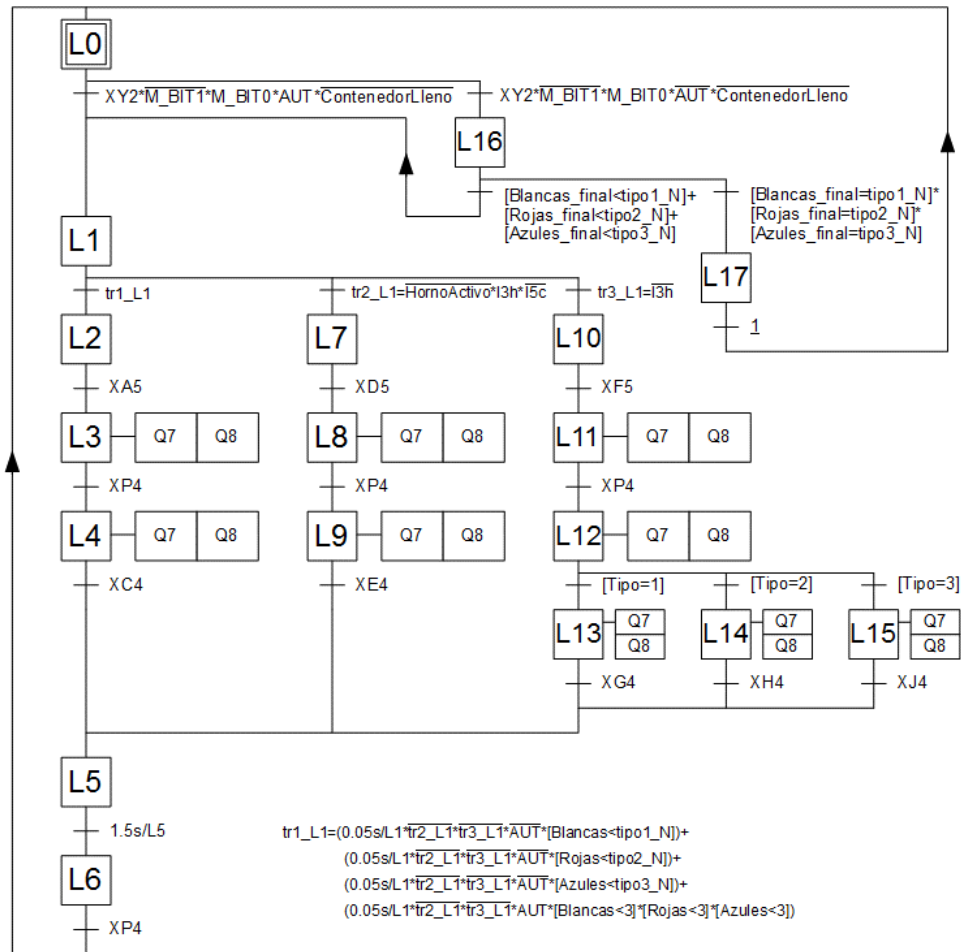 L0
XY2*M_BIT1*M_BIT0*AUT*ContenedorLleno
XY2*M_BIT1*M_BIT0*AUT*ContenedorLleno
L16
[Blancas_final<tipo1_N]+
[Rojas_final<tipo2_N]+
[Azules_final<tipo3_N]
[Blancas_final=tipo1_N]*
[Rojas_final=tipo2_N]*
[Azules_final=tipo3_N]
L1
L17
1
tr1_L1
tr2_L1=HornoActivo*I3h*I5c
tr3_L1=I3h
L2
L7
L10
XA5
XD5
XF5
L3
Q7
Q8
L8
Q7
Q8
L11
Q7
Q8
XP4
XP4
XP4
L4
Q7
Q8
L9
Q7
Q8
L12
Q7
Q8
XC4
XE4
[Tipo=1]
[Tipo=2]
[Tipo=3]
L13
Q7
Q8
L14
Q7
Q8
L15
Q7
Q8
XG4
XH4
XJ4
L5
1.5s/L5
L6
XP4
tr1_L1=(0.05s/L1*tr2_L1*tr3_L1*AUT*[Blancas<tipo1_N])+
(0.05s/L1*tr2_L1*tr3_L1*AUT*[Rojas<tipo2_N])+
(0.05s/L1*tr2_L1*tr3_L1*AUT*[Azules<tipo3_N])+
(0.05s/L1*tr2_L1*tr3_L1*AUT*[Blancas<3]*[Rojas<3]*[Azules<3])